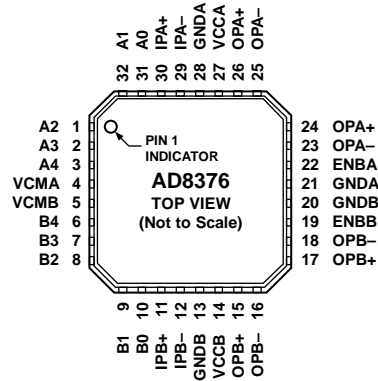 A1
A0
IPA+
IPA–
GNDA
VCCA
OPA+
OPA–
32
31
30
29
28
27
26
25
A2 1
A3 2
A4 3
VCMA 4
VCMB 5
B4 6
B3 7
B2 8
PIN 1
INDICATOR
AD8376
TOP VIEW
(Not to Scale)
24 OPA+
23 OPA–
22 ENBA
21 GNDA
20 GNDB
19 ENBB
18 OPB–
17 OPB+
9
10
11
12
13
14
15
16
B1
B0
IPB+
IPB–
GNDB
VCCB
OPB+
OPB–